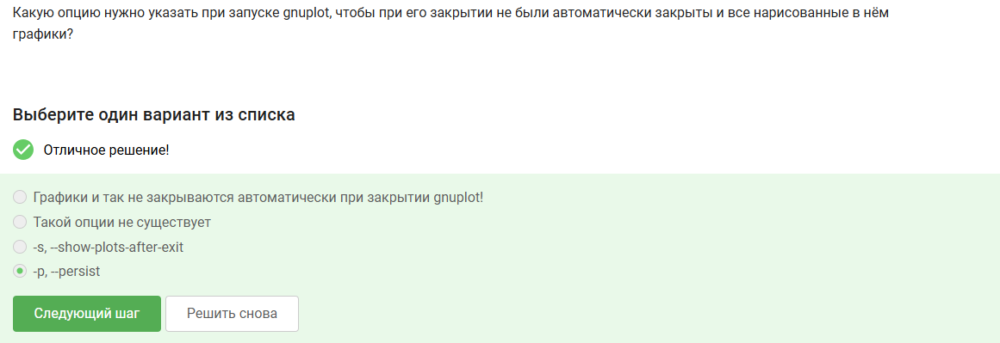 Какую опцию нужно указать при запуске gnuplot, чтобы при его закрытии не были автоматически закрыты и все нарисованные в нём
графики?
Выберите один вариант из списка
Отличное решение!
Графики и так не закрываются автоматически при закрытии gnuplot!
Такой опции не существует
-s, --show-plots-after-exit
-p, --persist
Следующий шаг Решить снова